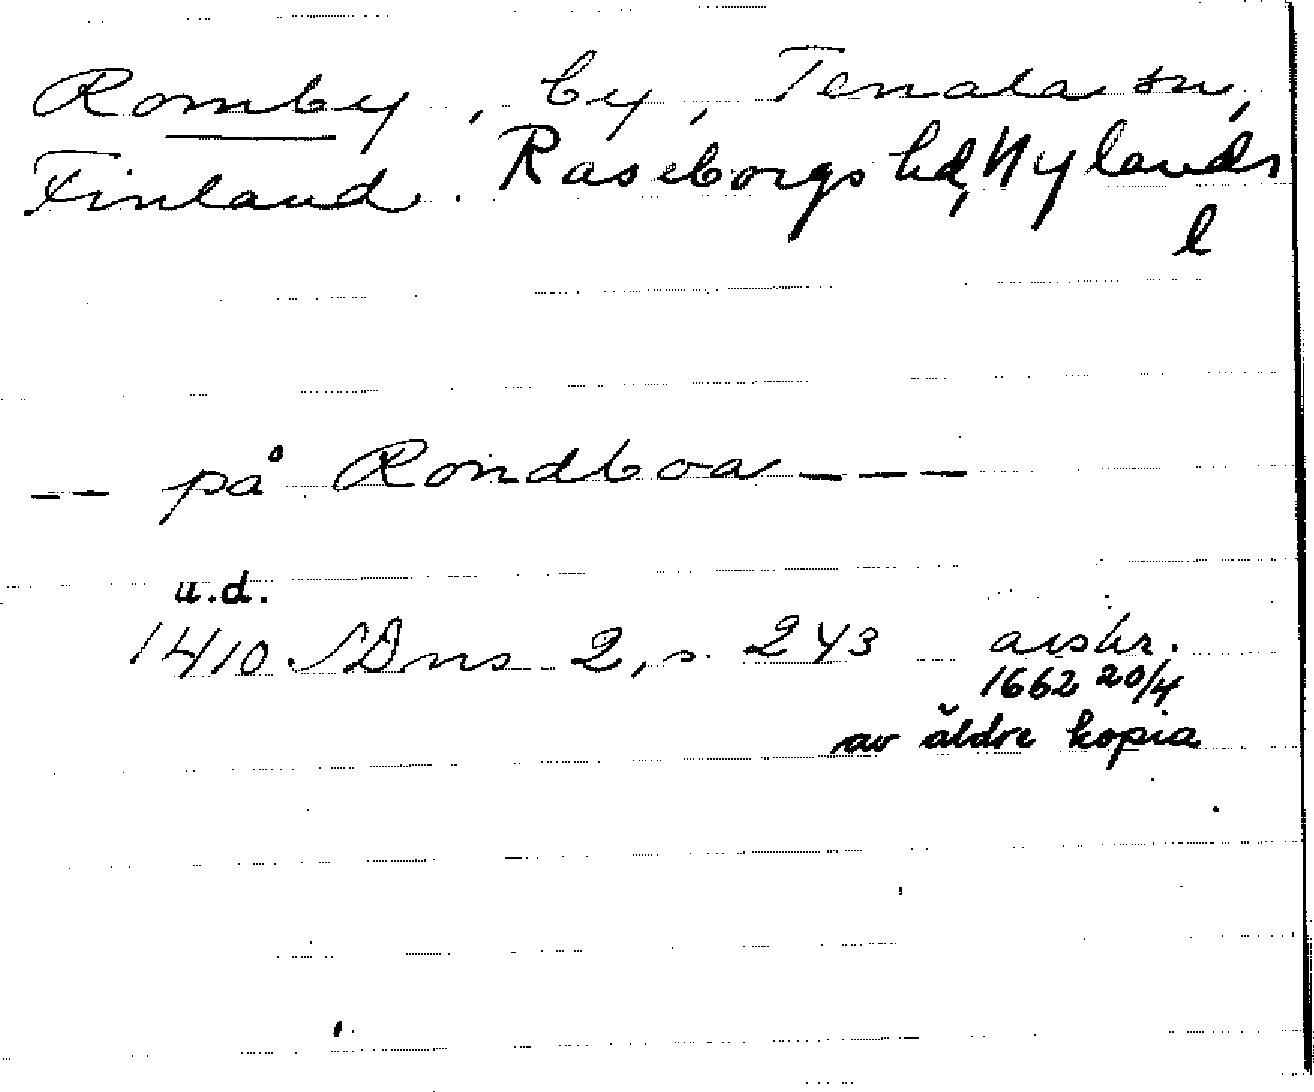 Romby, by, Tenala sn,
Finland. Raseborgs hd, Nylands
l
-- på Rondboa ---
u.d.
1410 SDns 2, s. 243 avskr.
1662 20/4
av äldre kopia